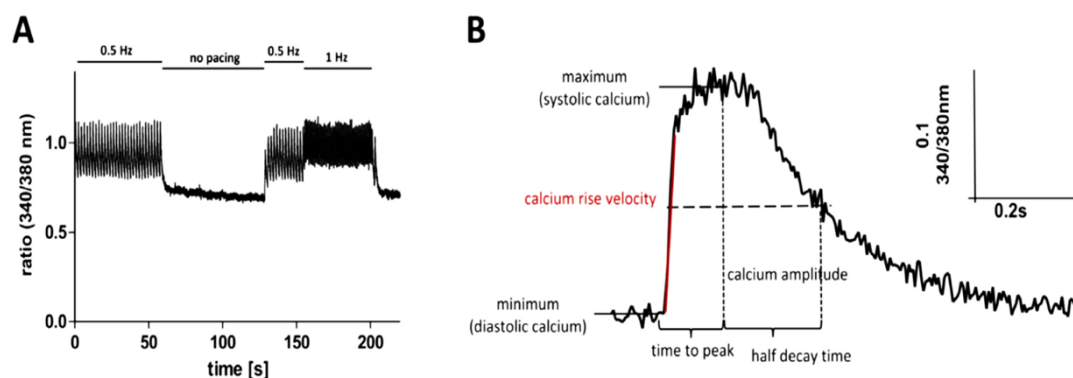 A
0.5 Hz
no pacing
0.5 Hz
1 Hz
ratio (340/380 nm)
1.0
0.5
0.0
0
50
100
150
200
time [s]
B
maximum
(systolic calcium)
calcium rise velocity
minimum
(diastolic calcium)
calcium amplitude
time to peak
half decay time
0.1
340/380nm
0.2s